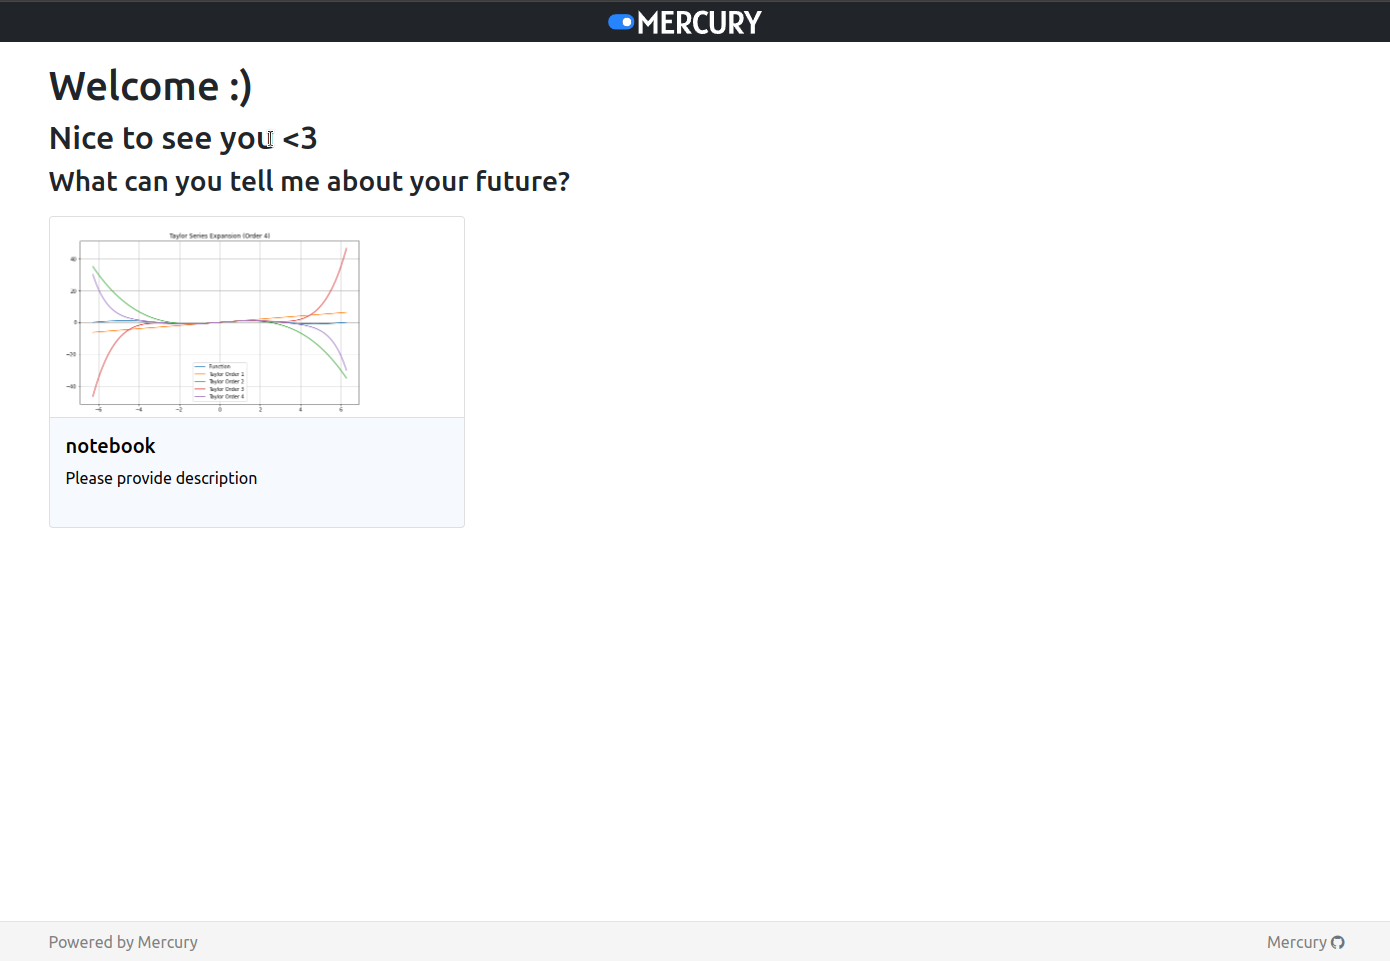 MERCURY
Welcome :)
Nice to see you <3
What can you tell me about your future?
Taylor Series Expansion (Order 4)
40
20
0
−20
−40
Function
Taylor Order 1
Taylor Order 2
Taylor Order 3
Taylor Order 4
−6 −4 −2 0 2 4 6
notebook
Please provide description
Powered by Mercury
Mercury